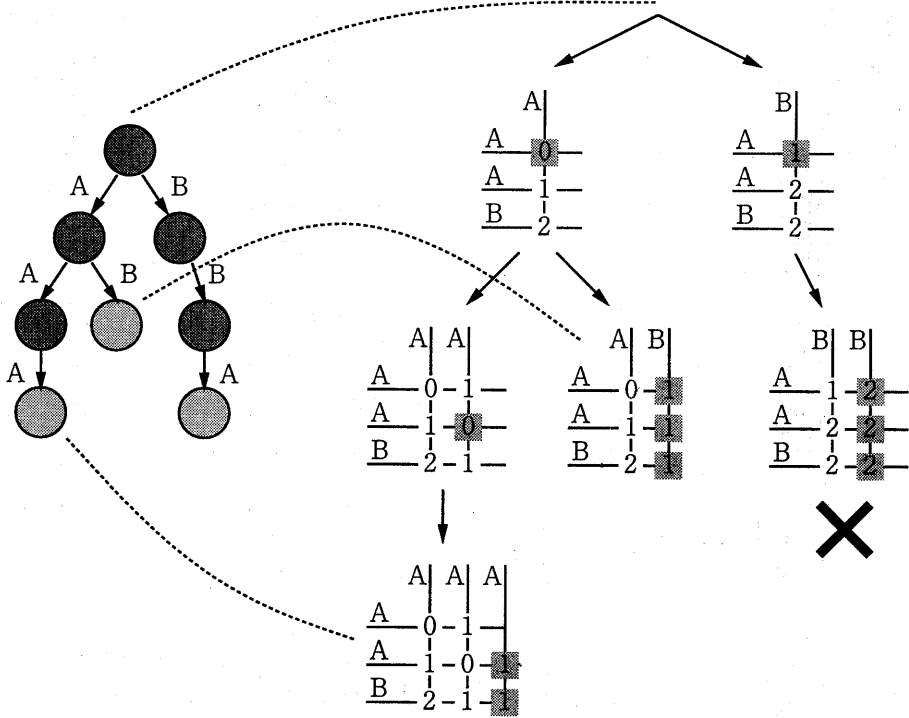 A B
A 0 A 1
A 1 A 2
B 2 B 2
A B
A B B
A A A B B B
A 0 1 A 0 1 A 1 2
A
A 1 0 A 1 1 A 2 2
B 2 1 B 2 1 B 2 2
A A A
A 0 1
A 1 0 1
B 2 1 1